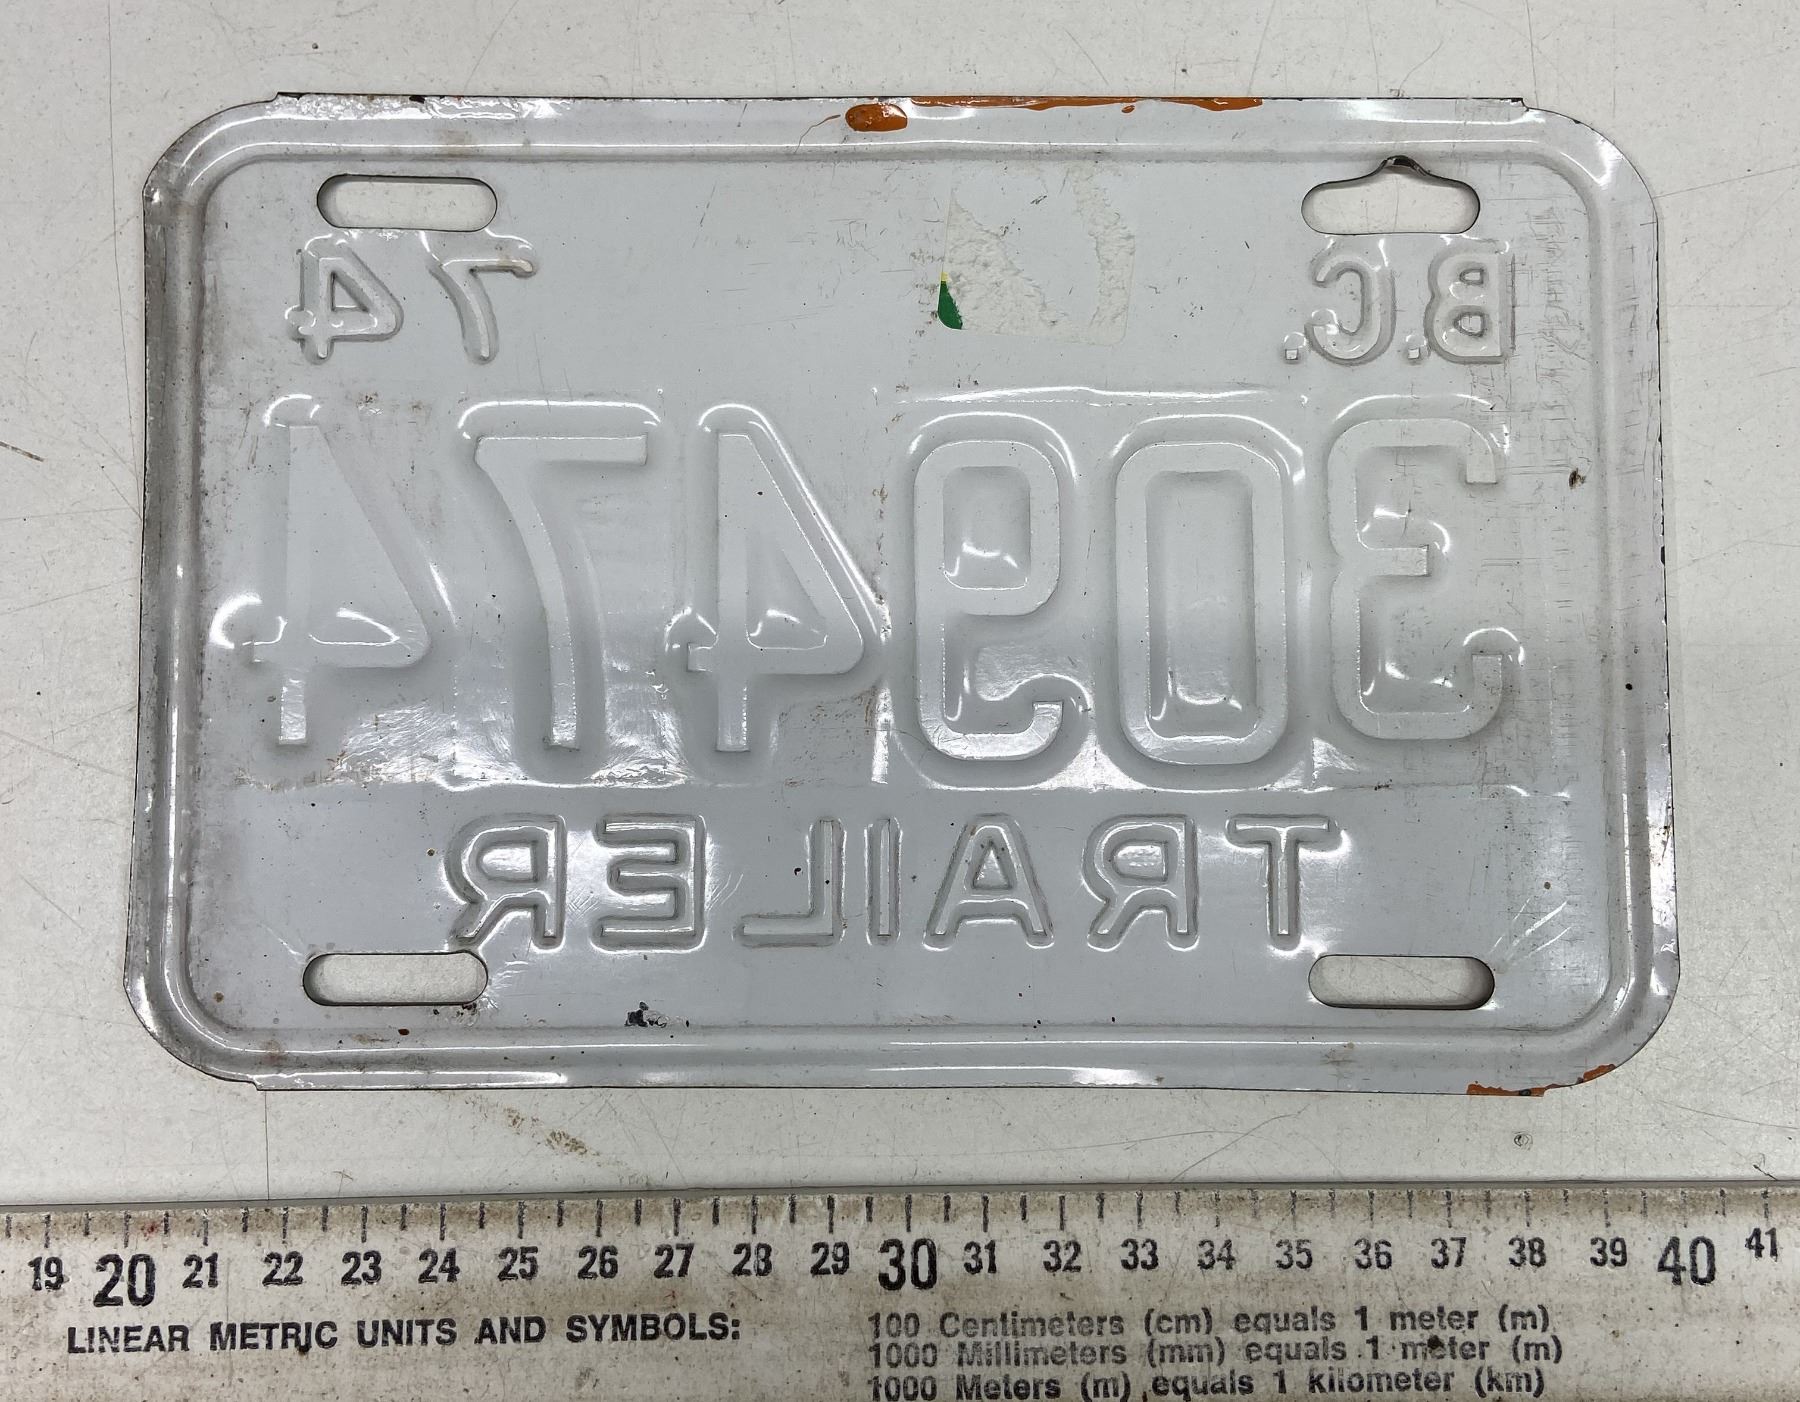 B.C. 74
309474
TRAILER
19 20 21 22 23 24 25 26 27 28 29 30 31 32 33 34 35 36 37 38 39 40 41
LINEAR METRIC UNITS AND SYMBOLS:
100 Centimeters (cm) equals 1 meter (m)
1000 Millimeters (mm) equals 1 meter (m)
1000 Meters (m) equals 1 kilometer (km)